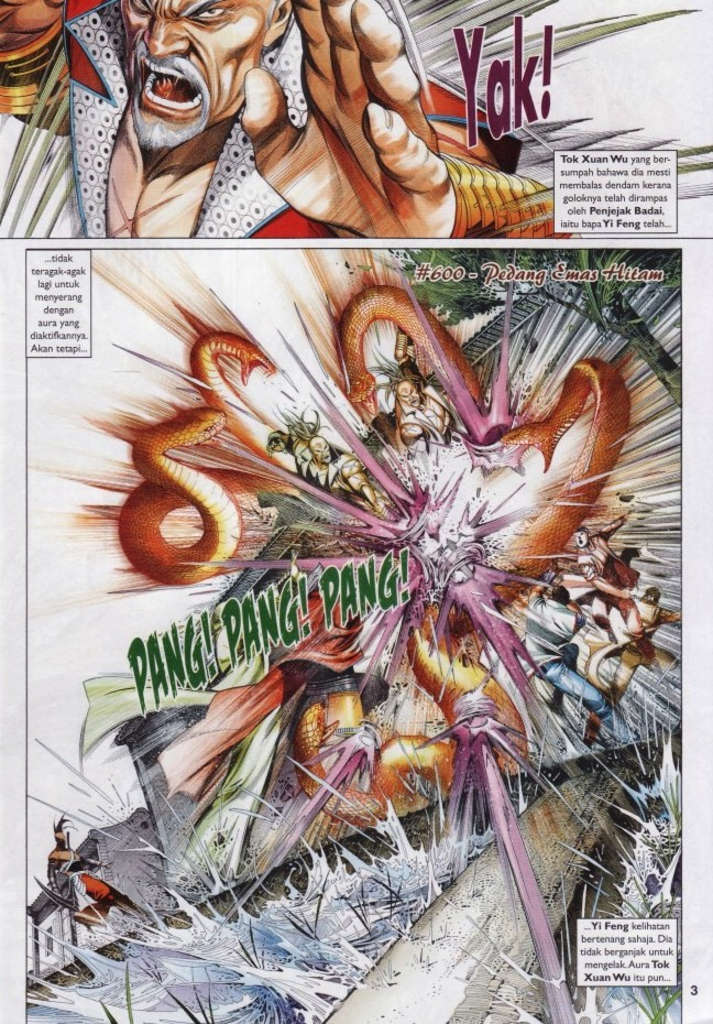 Yak!
Tok Xuan Wu yang ber-
sumpah bahawa dia mesti
membalas dendam kerana
goloknya telah dirampas
oleh Penjejak Badai,
iaitu bapa Yi Feng telah...
...tidak
teragak-agak
lagi untuk
menyerang
dengan
aura yang
diaktifkannya.
Akan tetapi...
#600 - Pedang Emas Hitam
PANG! PANG! PANG!
...Yi Feng kelihatan
bertenang sahaja. Dia
tidak berganjak untuk
mengelak. Aura Tok
Xuan Wu itu pun...
3